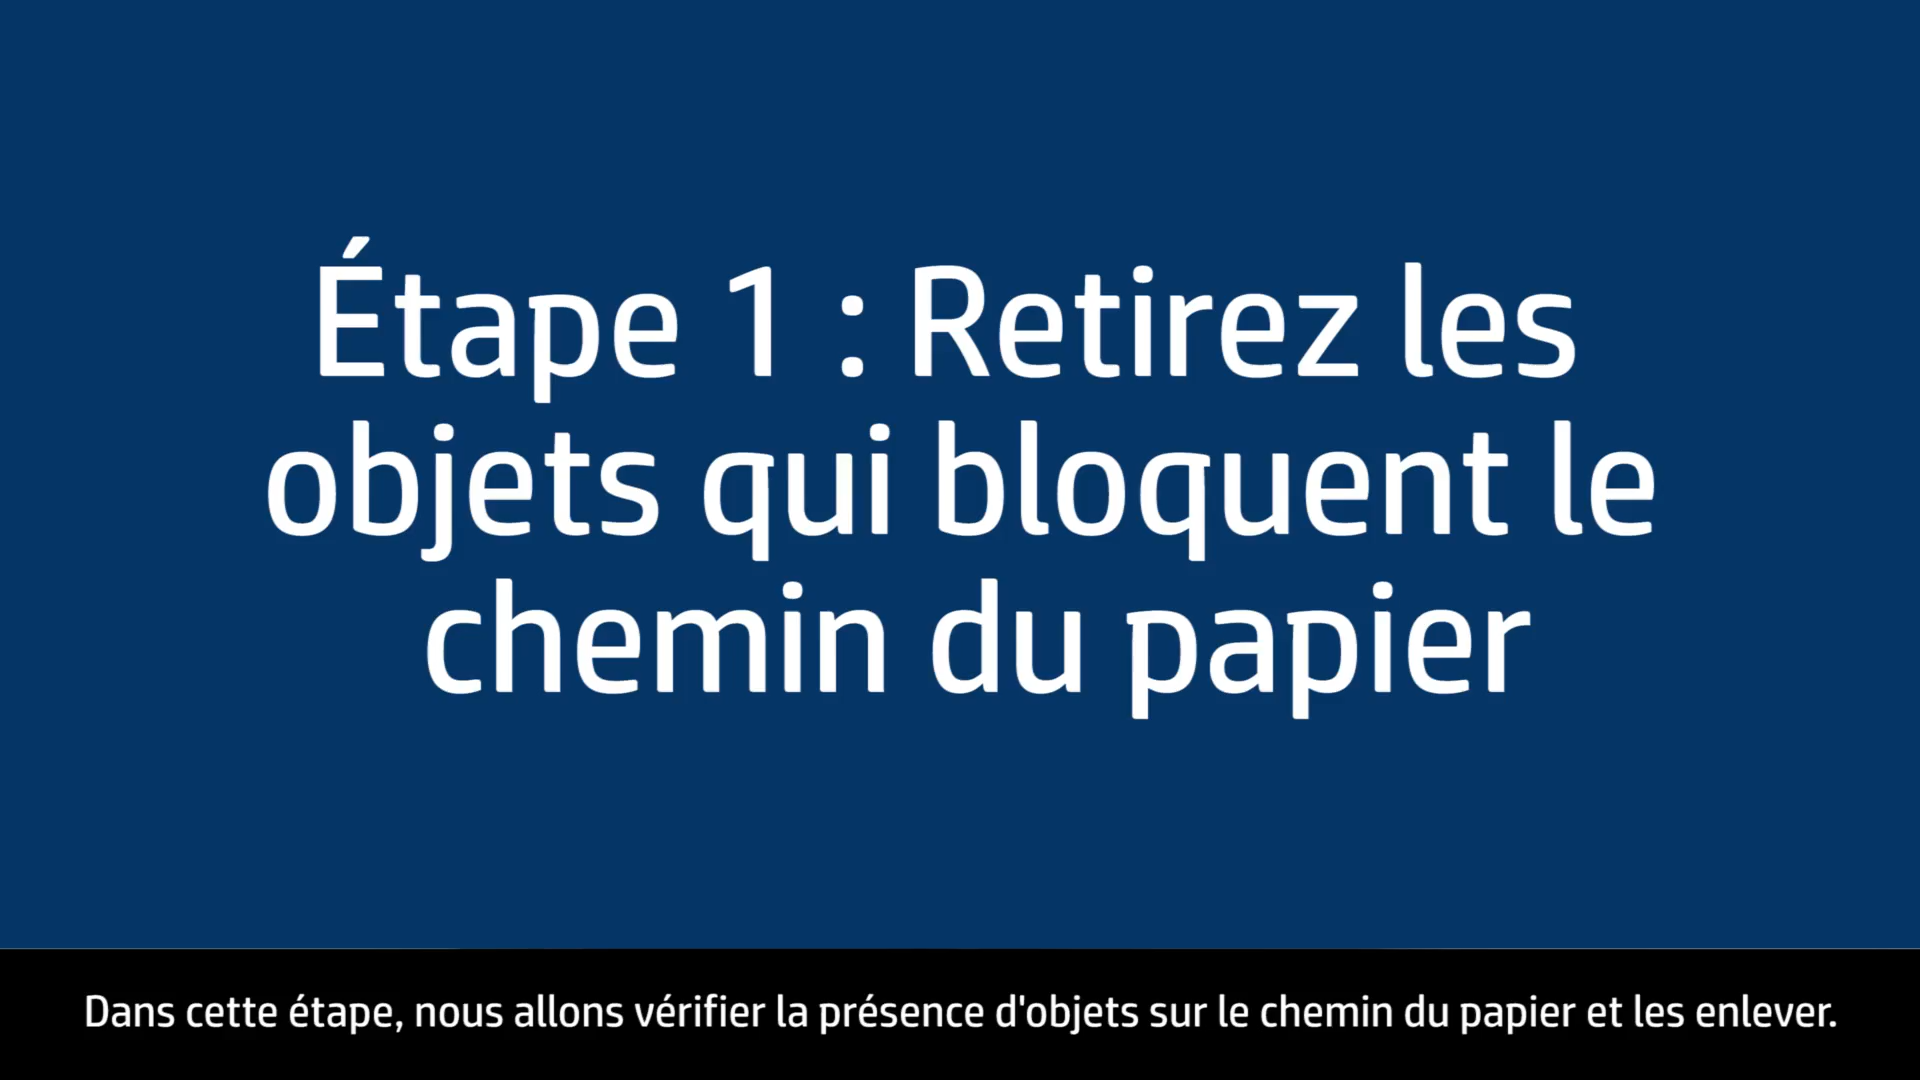 Étape 1 : Retirez les
objets qui bloquent le
chemin du papier
Dans cette étape, nous allons vérifier la présence d'objets sur le chemin du papier et les enlever.